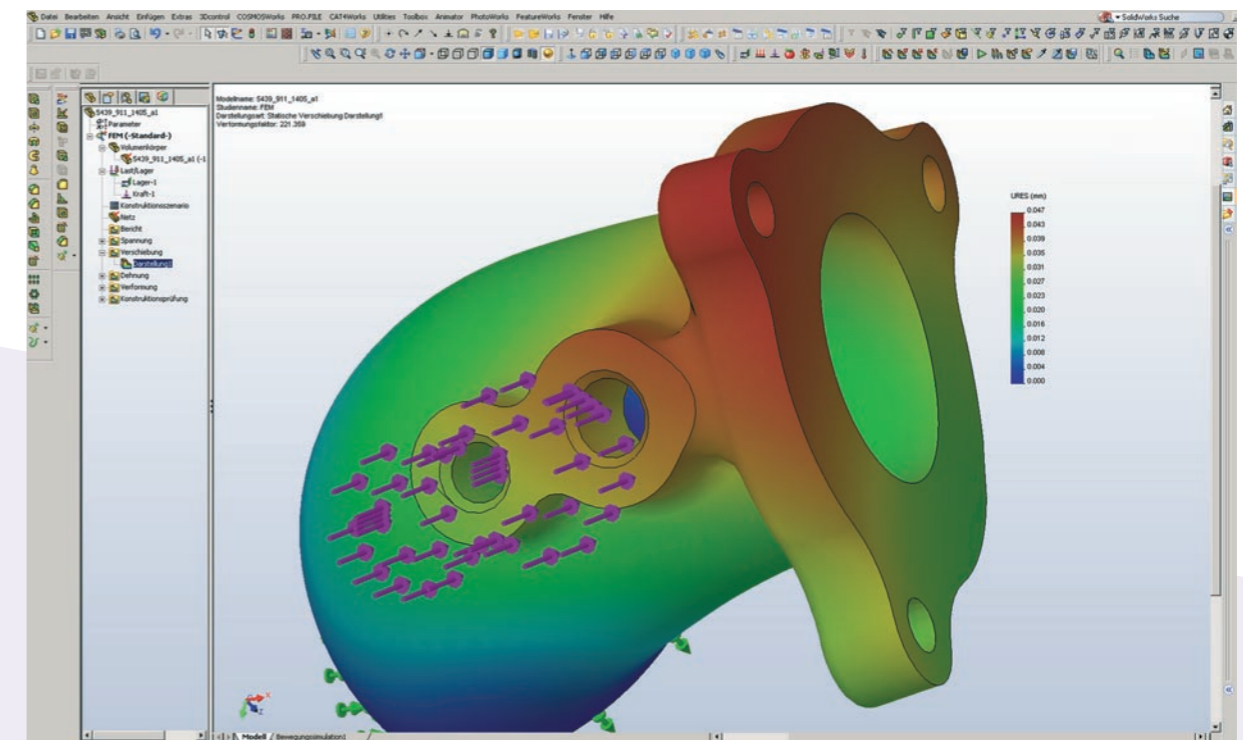 Datei Bearbeiten Ansicht Einfügen Extras 3Dcontrol COSMOSWorks PRO.FILE CAT4Works Utilities Toolbox Animator PhotoWorks FeatureWorks Fenster Hilfe
SolidWorks Suche
5439_911_1405_a1
Parameter
FEM (-Standard-)
Volumenkörper
5439_911_1405_a1 (-1
Last/Lager
Lager-1
Kraft-1
Konstruktionsszenario
Netz
Bericht
Spannung
Verschiebung
Darstellung1
Dehnung
Verformung
Konstruktionsprüfung
Modellname: 5439_911_1405_a1
Studienname: FEM
Darstellungsart: Statische Verschiebung Darstellung1
Verformungsfaktor: 221.359
URES (mm)
0.047
0.043
0.039
0.035
0.031
0.027
0.023
0.020
0.016
0.012
0.008
0.004
0.000
x
z
Modell
Bewegungssimulation1